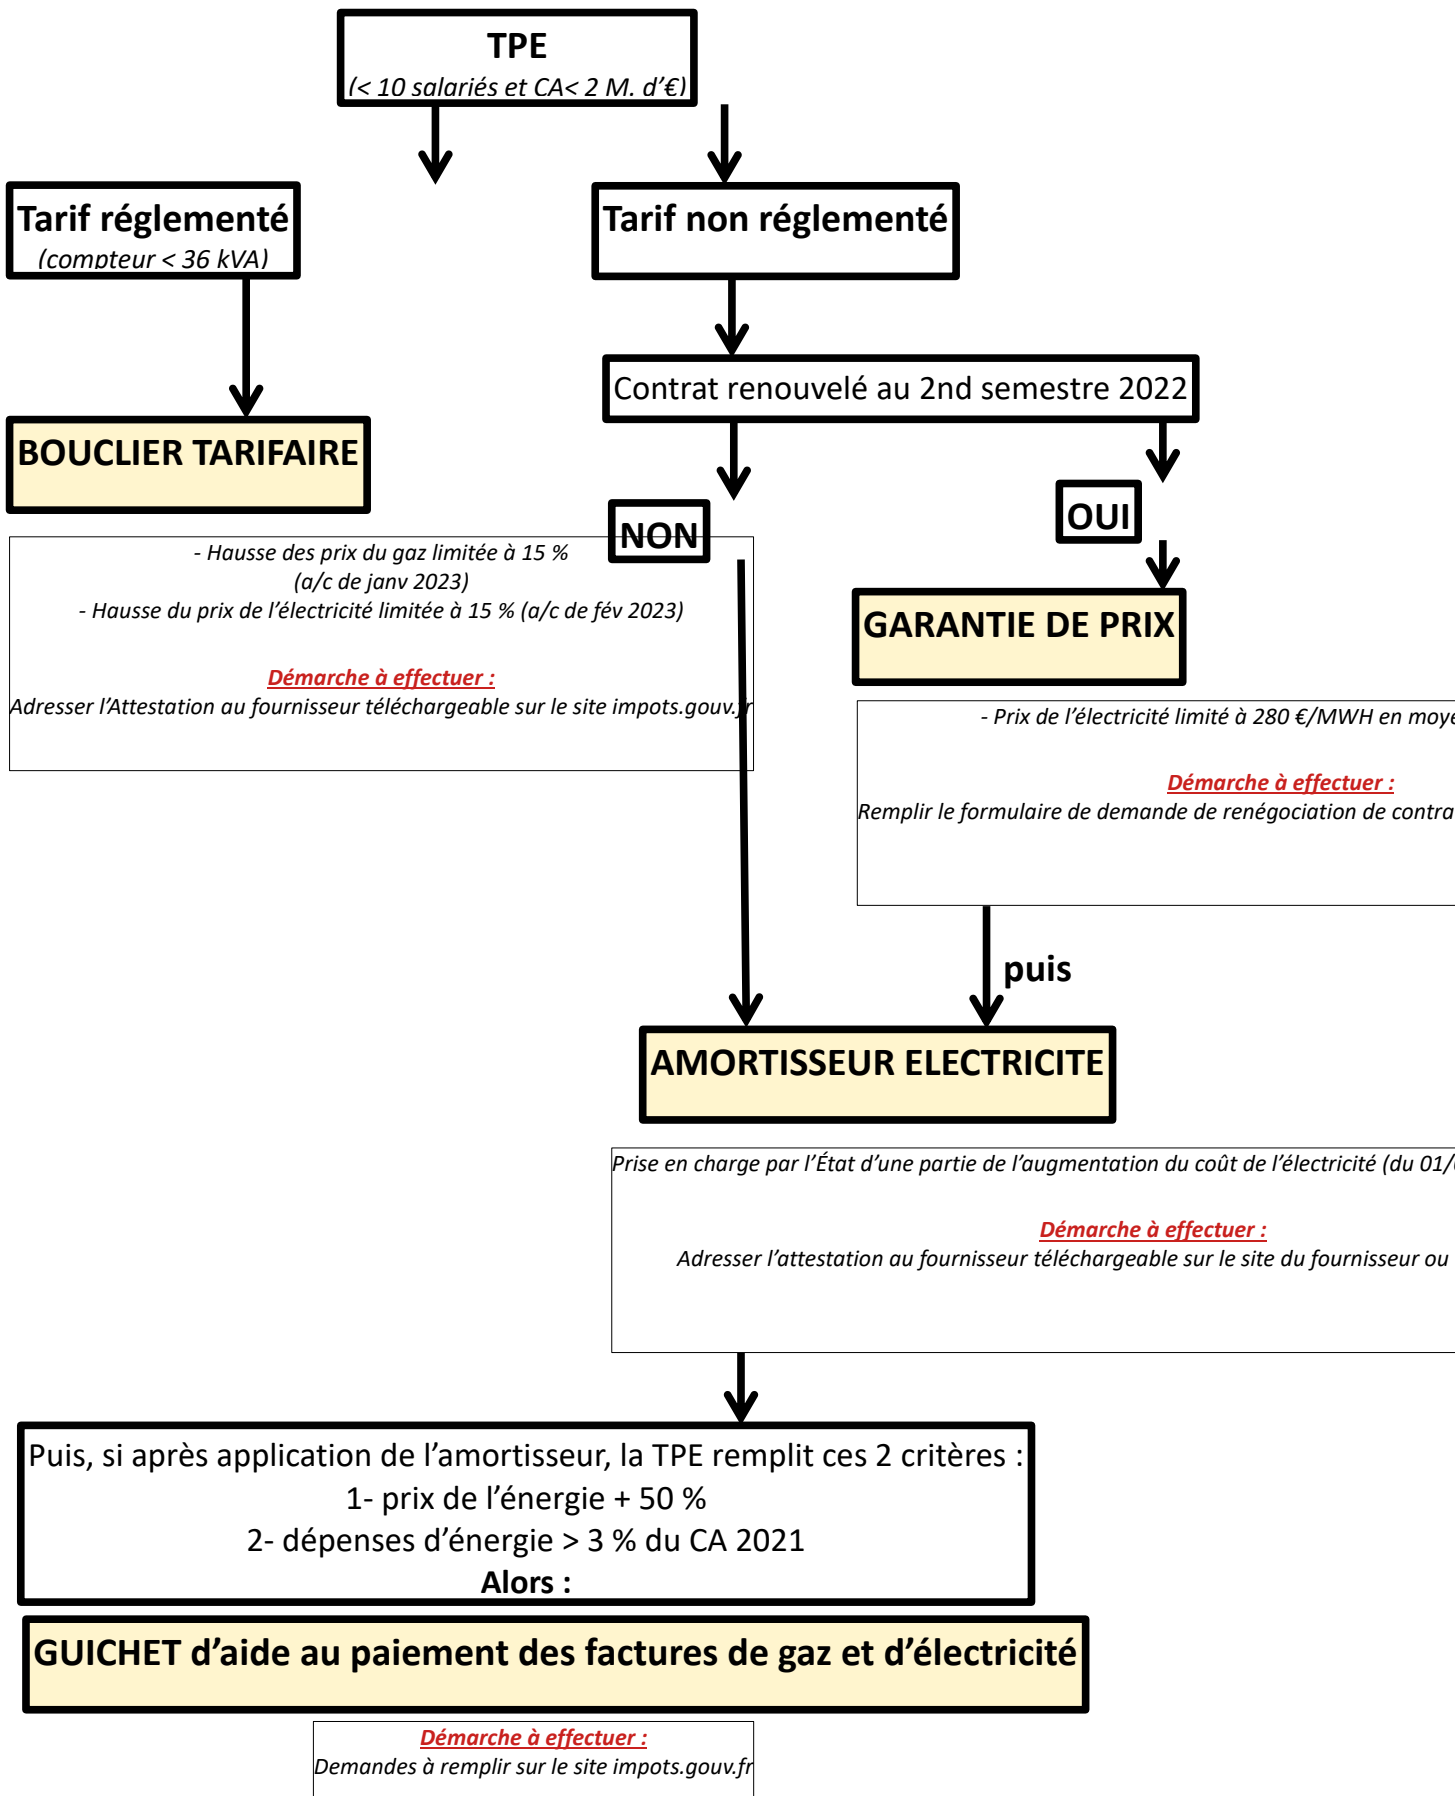 TPE
(< 10 salariés et CA< 2 M. d’€)
Tarif réglementé
(compteur < 36 kVA)
Tarif non réglementé
Contrat renouvelé au 2nd semestre 2022
BOUCLIER TARIFAIRE
NON
OUI
- Hausse des prix du gaz limitée à 15 %
(a/c de janv 2023)
- Hausse du prix de l’électricité limitée à 15 % (a/c de fév 2023)
Démarche à effectuer :
Adresser l’Attestation au fournisseur téléchargeable sur le site impots.gouv.fr
GARANTIE DE PRIX
- Prix de l’électricité limité à 280 €/MWH en
Démarche à effectuer :
Remplir le formulaire de demande de renégociation de
puis
AMORTISSEUR ELECTRICITE
Prise en charge par l’État d’une partie de l’augmentation du coût de l’électricité (du
Démarche à effectuer :
Adresser l’attestation au fournisseur téléchargeable sur le site du fournisseur ou
Puis, si après application de l’amortisseur, la TPE remplit ces 2 critères :
1- prix de l’énergie + 50 %
2- dépenses d’énergie > 3 % du CA 2021
Alors :
GUICHET d’aide au paiement des factures de gaz et d’électricité
Démarche à effectuer :
Demandes à remplir sur le site impots.gouv.fr